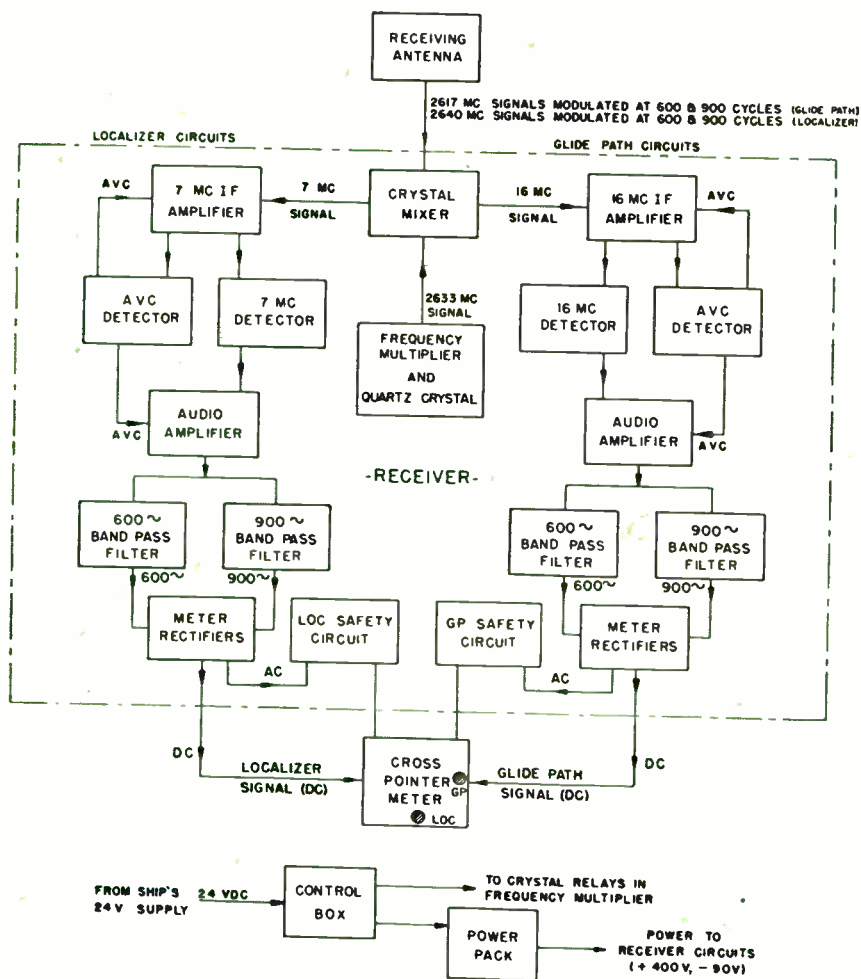 RECEIVING
ANTENNA
2617 MC SIGNALS MODULATED AT 600 & 900 CYCLES (GLIDE PATH)
2640 MC SIGNALS MODULATED AT 600 & 900 CYCLES (LOCALIZER)
LOCALIZER CIRCUITS
GLIDE PATH CIRCUITS
AVC
7 MC IF
AMPLIFIER
7 MC
SIGNAL
CRYSTAL
MIXER
16 MC
SIGNAL
16 MC IF
AMPLIFIER
AVC
AVC
DETECTOR
7 MC
DETECTOR
2633 MC
SIGNAL
16 MC
DETECTOR
AVC
DETECTOR
FREQUENCY
MULTIPLIER
AND
QUARTZ CRYSTAL
AVC
AUDIO
AMPLIFIER
AUDIO
AMPLIFIER
AVC
-RECEIVER-
600~
BAND PASS
FILTER
900~
BAND PASS
FILTER
600~
BAND PASS
FILTER
900~
BAND PASS
FILTER
600~
900~
600~
900~
METER
RECTIFIERS
LOC SAFETY
CIRCUIT
GP SAFETY
CIRCUIT
METER
RECTIFIERS
AC
AC
DC
LOCALIZER
SIGNAL (DC)
CROSS
POINTER
METER
GP
LOC
GLIDE PATH
SIGNAL (DC)
DC
FROM SHIP'S
24V SUPPLY
24 VDC
CONTROL
BOX
TO CRYSTAL RELAYS IN
FREQUENCY MULTIPLIER
POWER
PACK
POWER TO
RECEIVER CIRCUITS
(+ 400V, - 90V)